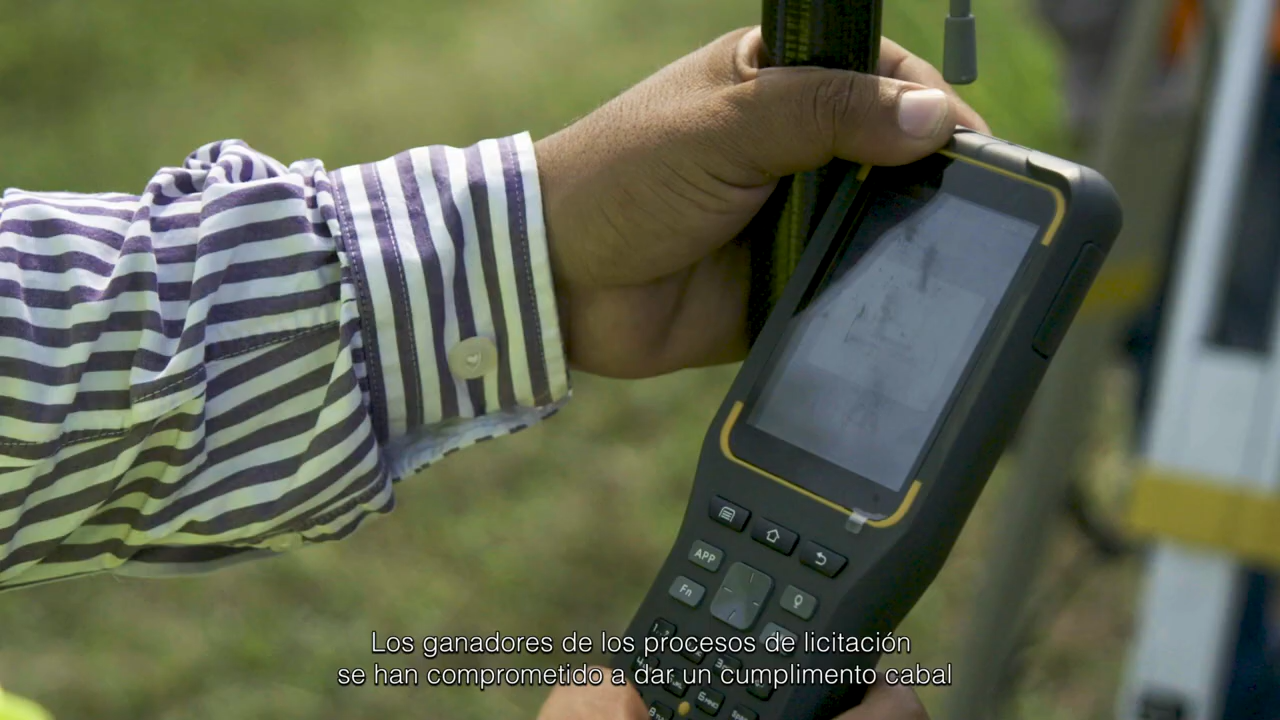 APP
Fn
Los ganadores de los procesos de licitación
se han comprometido a dar un cumplimento cabal